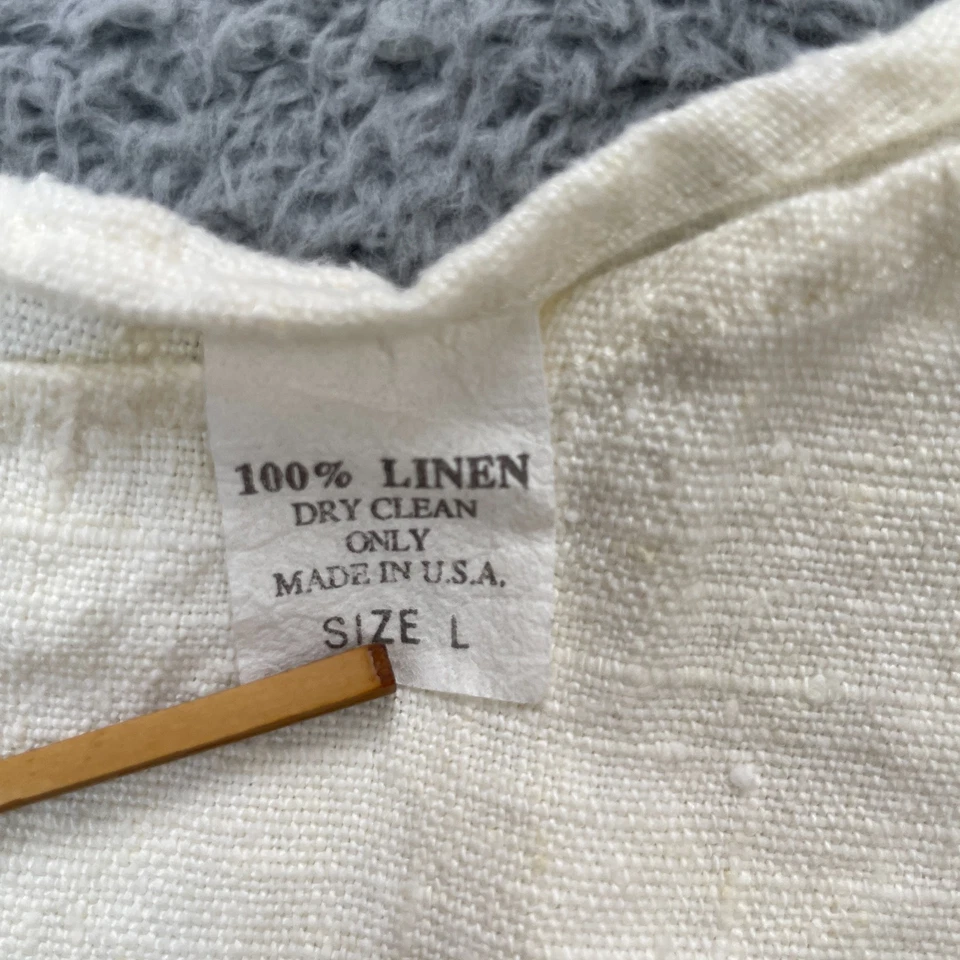 100% LINEN
DRY CLEAN
ONLY
MADE IN U.S.A.
SIZE L